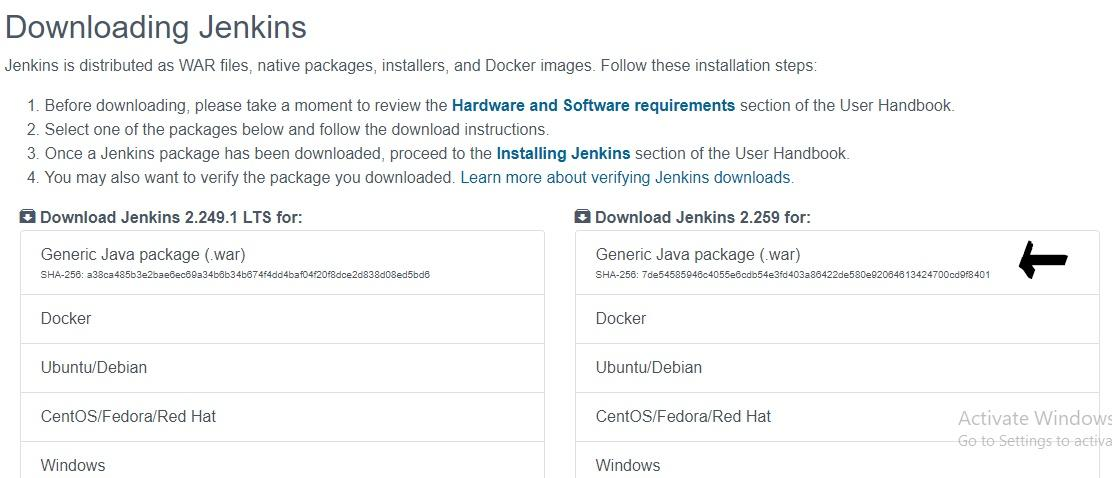 Downloading Jenkins
Jenkins is distributed as WAR files, native packages, installers, and Docker images. Follow these installation steps:
1. Before downloading, please take a moment to review the Hardware and Software requirements section of the User Handbook.
2. Select one of the packages below and follow the download instructions.
3. Once a Jenkins package has been downloaded, proceed to the Installing Jenkins section of the User Handbook.
4. You may also want to verify the package you downloaded. Learn more about verifying Jenkins downloads.
Download Jenkins 2.249.1 LTS for:
Generic Java package (.war)
SHA-256: a38ca485b3e2bae6ec69a34b6b34b674f4dd4baf04f20f8dce2d838d08ed5bd6
Docker
Ubuntu/Debian
CentOS/Fedora/Red Hat
Windows
Download Jenkins 2.259 for:
Generic Java package (.war)
SHA-256: 7de54585946c4055e6cdb54e3fd403a86422de580e92064613424700cd9f8401
Docker
Ubuntu/Debian
CentOS/Fedora/Red Hat
Windows
Activate Windows
Go to Settings to activa